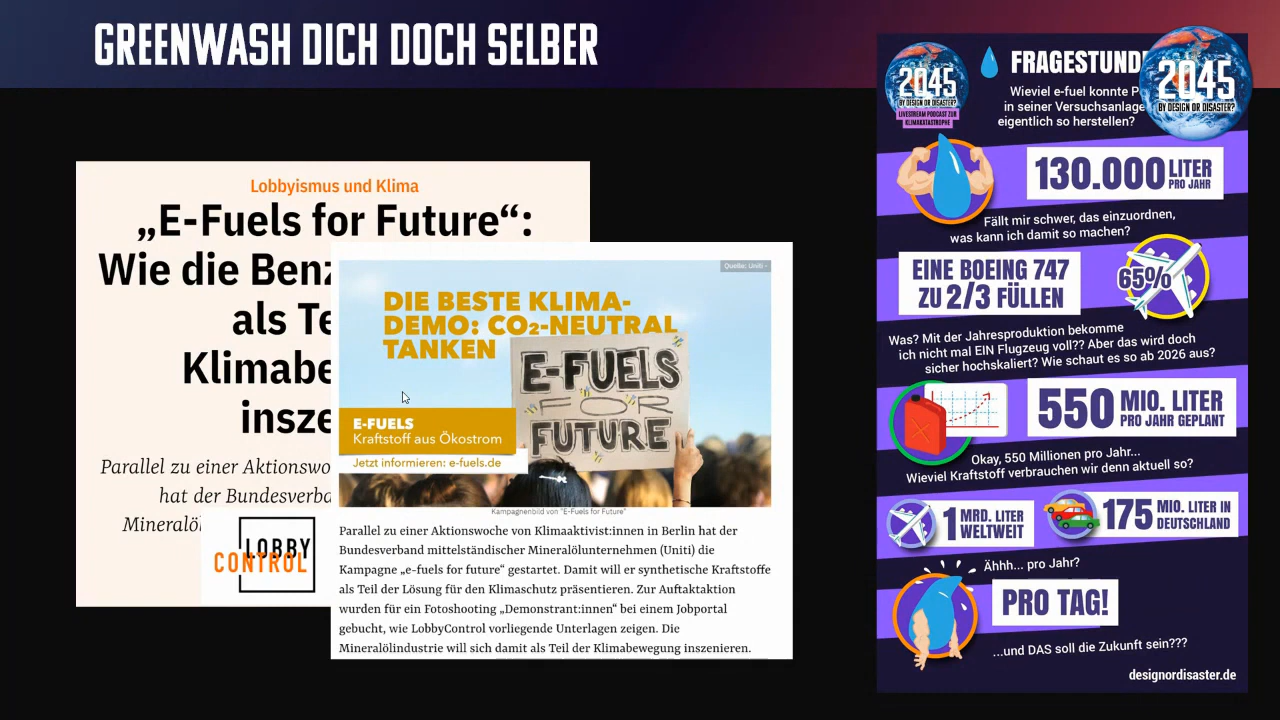 GREENWASH DICH DOCH SELBER
Lobbyismus und Klima
„E-Fuels for Future“:
Wie die Benz
als Te
Klimabe
insze
Parallel zu einer Aktionswo
hat der Bundesverba
Mineralöl
LOBBY
CONTROL
Quelle: Uniti -
DIE BESTE KLIMA-
DEMO: CO₂-NEUTRAL
TANKEN
E-FUELS
FOR
FUTURE
E-FUELS
Kraftstoff aus Ökostrom
Jetzt informieren: e-fuels.de
Kampagnenbild von "E-Fuels for Future"
Parallel zu einer Aktionswoche von Klimaaktivist:innen in Berlin hat der
Bundesverband mittelständischer Mineralölunternehmen (Uniti) die
Kampagne „e-fuels for future“ gestartet. Damit will er synthetische Kraftstoffe
als Teil der Lösung für den Klimaschutz präsentieren. Zur Auftaktaktion
wurden für ein Fotoshooting „Demonstrant:innen“ bei einem Jobportal
gebucht, wie LobbyControl vorliegende Unterlagen zeigen. Die
Mineralölindustrie will sich damit als Teil der Klimabewegung inszenieren.
2045
BY DESIGN OR DISASTER?
LIVESTREAM PODCAST ZUR
KLIMAKATASTROPHE
FRAGESTUND
2045
BY DESIGN OR DISASTER?
Wieviel e-fuel konnte P
in seiner Versuchsanlage
eigentlich so herstellen?
130.000 LITER
PRO JAHR
Fällt mir schwer, das einzuordnen,
was kann ich damit so machen?
EINE BOEING 747
ZU 2/3 FÜLLEN
65%
Was? Mit der Jahresproduktion bekomme
ich nicht mal EIN Flugzeug voll?? Aber das wird doch
sicher hochskaliert? Wie schaut es so ab 2026 aus?
550 MIO. LITER
PRO JAHR GEPLANT
Okay, 550 Millionen pro Jahr...
Wieviel Kraftstoff verbrauchen wir denn aktuell so?
1 MRD. LITER
WELTWEIT
175 MIO. LITER IN
DEUTSCHLAND
Ähhh... pro Jahr?
PRO TAG!
...und DAS soll die Zukunft sein???
designordisaster.de